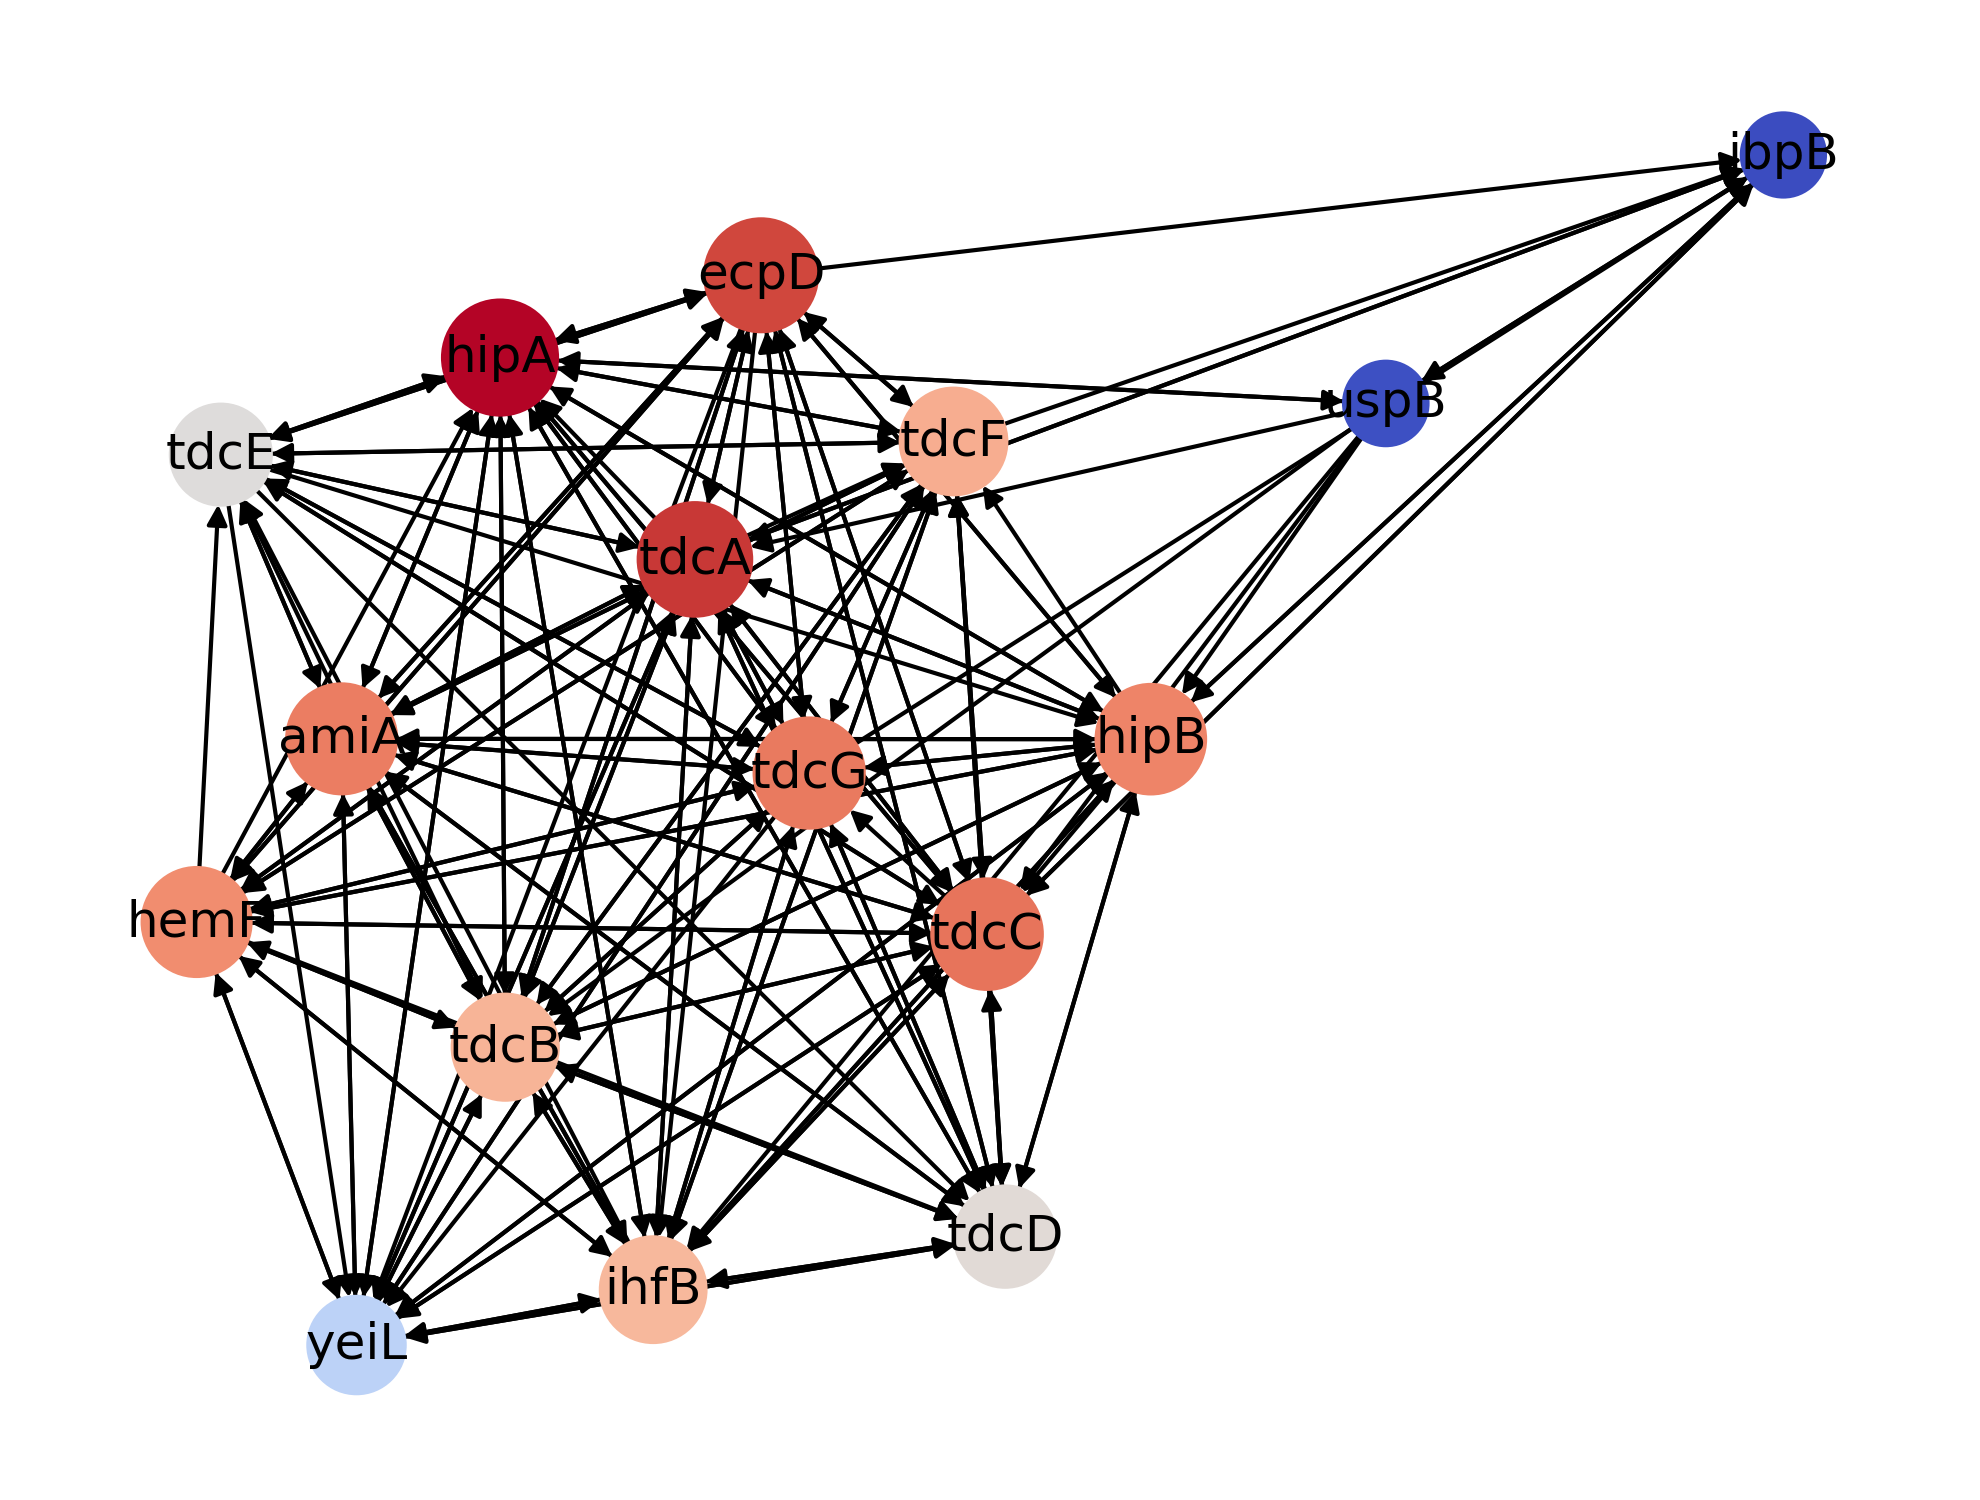 ibpB
ecpD
hipA
uspB
tdcF
tdcE
tdcA
amiA
hipB
tdcG
hemF
tdcC
tdcB
tdcD
ihfB
yeiL